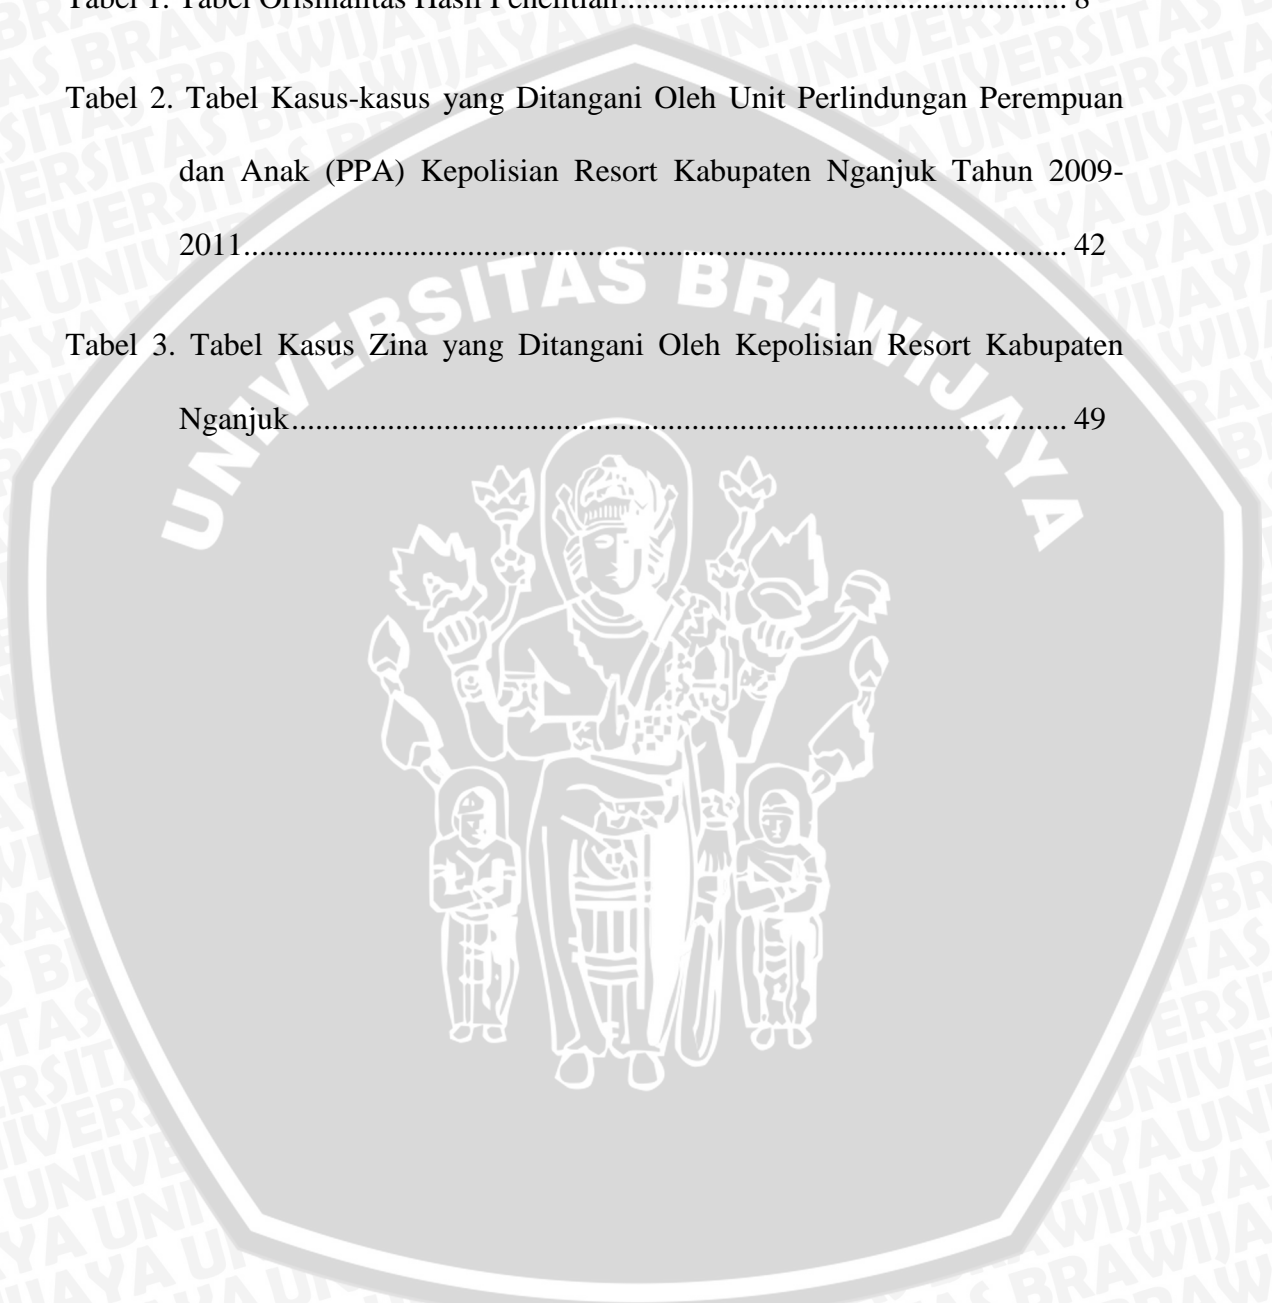 Tabel 1. Tabel Hasil Penelitian........................................................ 8
Tabel 2. Tabel Kasus-kasus yang Ditangani Oleh Unit Perlindungan Perempuan
dan Anak (PPA) Kepolisian Resort Kabupaten Nganjuk Tahun 2009-
2011....................................................................................................... 42
Tabel 3. Tabel Kasus Zina yang Ditangani Oleh Kepolisian Resort Kabupaten
Nganjuk................................................................................................. 49
UNIVERSITAS BRAWIJAYA